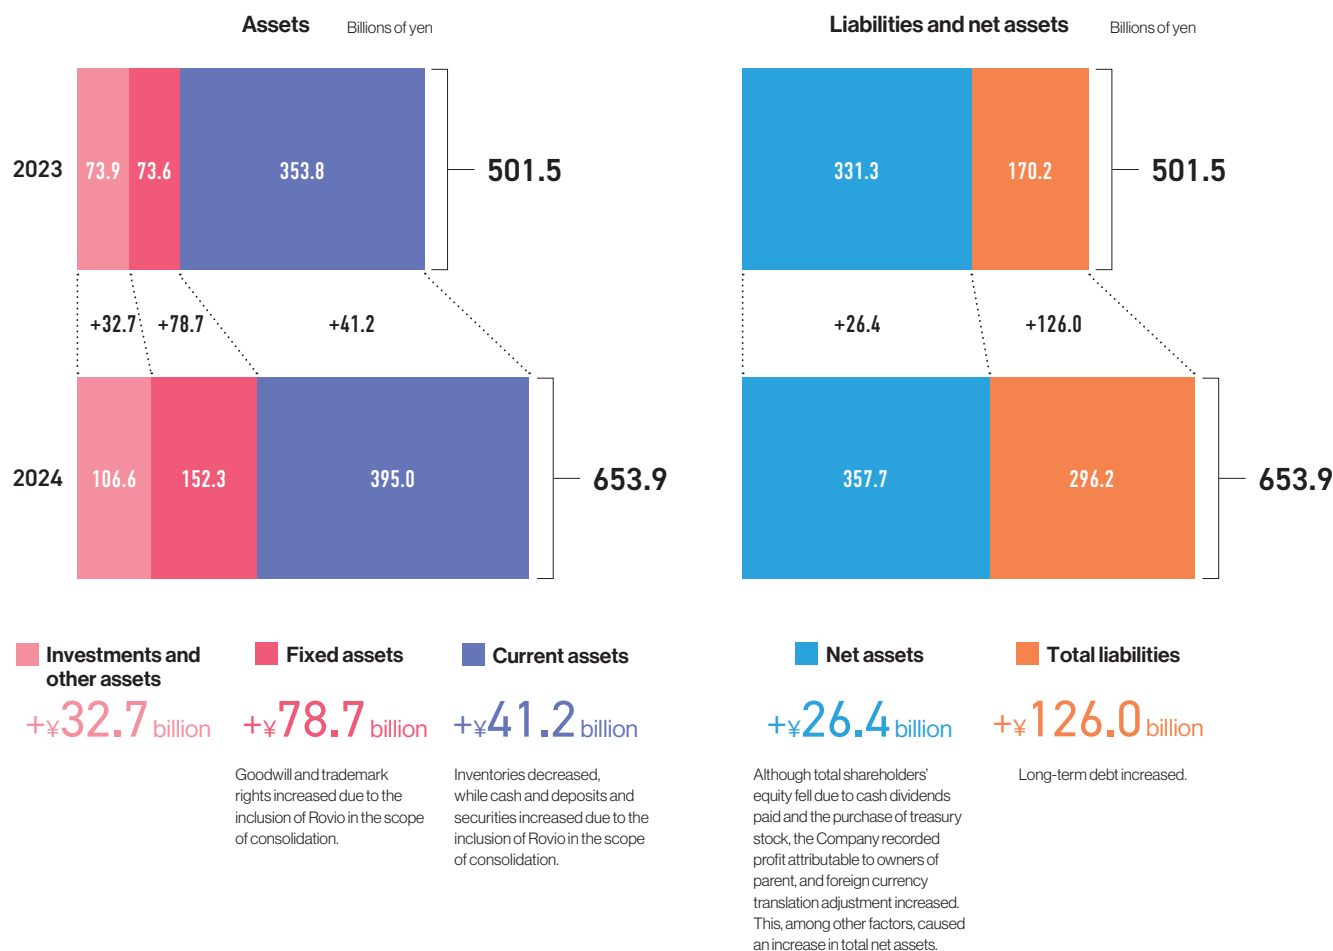 Assets Billions of yen
2023 73.9 73.6 353.8 501.5
+32.7 +78.7 +41.2
2024 106.6 152.3 395.0 653.9
Liabilities and net assets Billions of yen
331.3 170.2 501.5
+26.4 +126.0
357.7 296.2 653.9
Investments and
other assets
+¥32.7 billion
Fixed assets
+¥78.7 billion
Goodwill and trademark
rights increased due to the
inclusion of Rovio in the scope
of consolidation.
Current assets
+¥41.2 billion
Inventories decreased,
while cash and deposits and
securities increased due to the
inclusion of Rovio in the scope
of consolidation.
Net assets
+¥26.4 billion
Although total shareholders'
equity fell due to cash dividends
paid and the purchase of treasury
stock, the Company recorded
profit attributable to owners of
parent, and foreign currency
translation adjustment increased.
This, among other factors, caused
an increase in total net assets.
Total liabilities
+¥126.0 billion
Long-term debt increased.